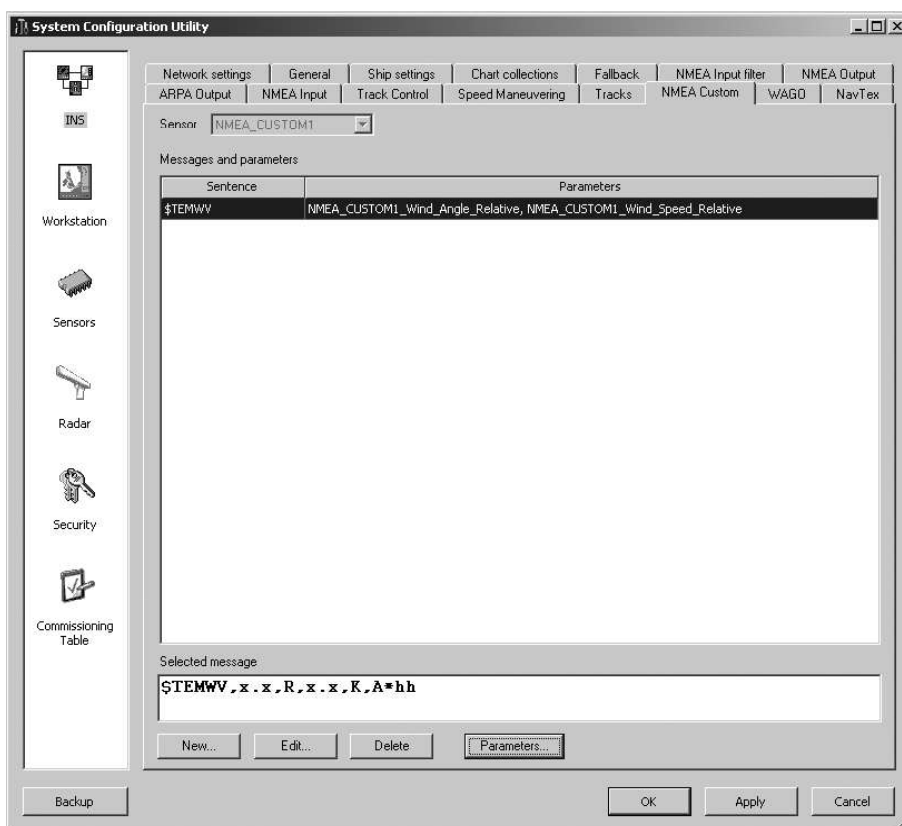 System Configuration Utility
INS
Workstation
Sensors
Radar
Security
Commissioning
Table
Network settings General Ship settings Chart collections Fallback NMEA Input filter NMEA Output
ARPA Output NMEA Input Track Control Speed Maneuvering Tracks NMEA Custom WAGO NavTex
Sensor NMEA_CUSTOM1
Messages and parameters
Sentence Parameters
$TEMWV NMEA_CUSTOM1_Wind_Angle_Relative, NMEA_CUSTOM1_Wind_Speed_Relative
Selected message
$TEMWV,x.x,R,x.x,K,A*hh
New... Edit... Delete Parameters...
Backup OK Apply Cancel